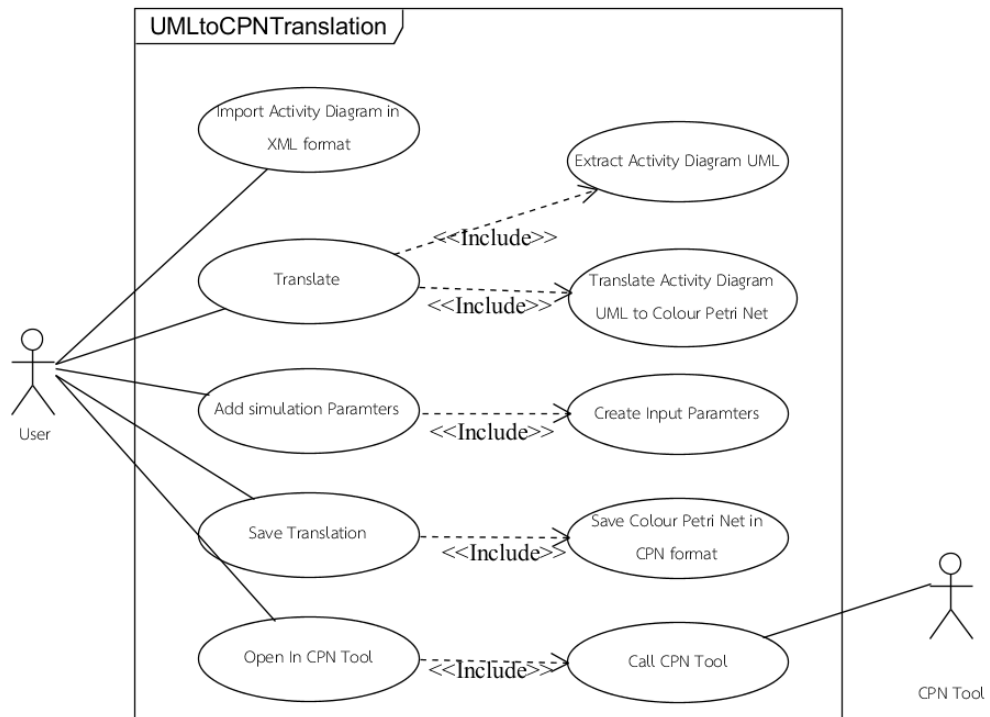 UMLtoCPNTranslation
Import Activity Diagram in
XML format
Extract Activity Diagram UML
<<Include>>
Translate
Translate Activity Diagram
UML to Colour Petri Net
<<Include>>
Add simulation Paramters
Create Input Paramters
<<Include>>
User
Save Translation
Save Colour Petri Net in
CPN format
<<Include>>
Open In CPN Tool
Call CPN Tool
<<Include>>
CPN Tool